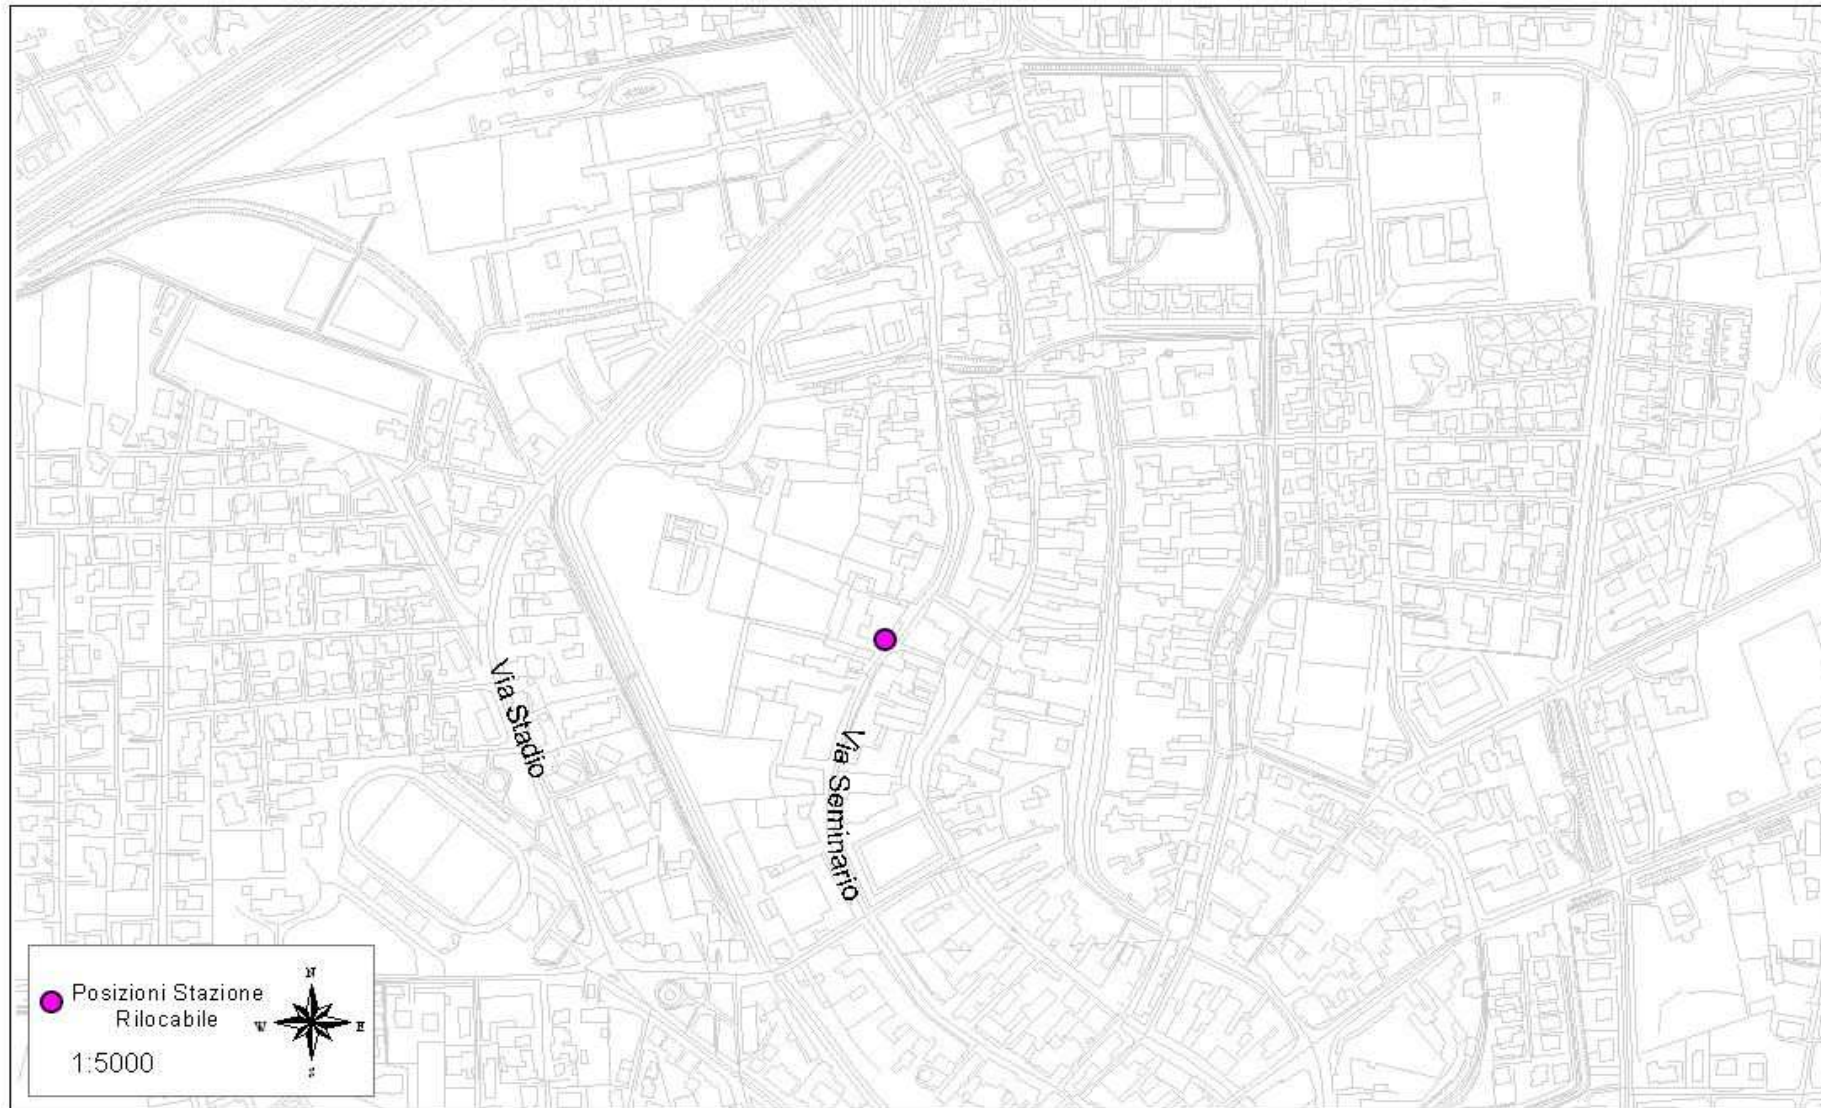 Via Stadio
Via Seminario
N
Posizioni Stazione
Rilocabile
W
E
S
1:5000